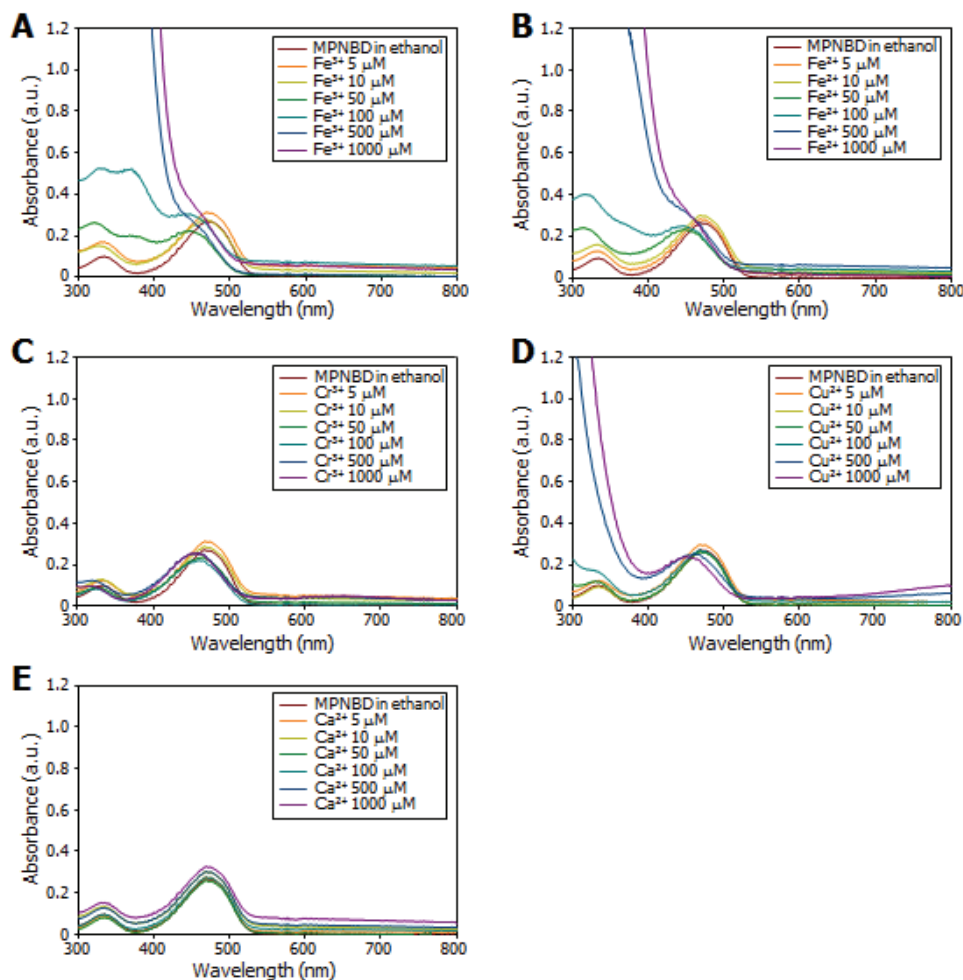 A
1.2
1.0
0.8
0.6
0.4
0.2
0
Absorbance (a.u.)
MPNBD in ethanol
Fe³⁺ 5 μM
Fe³⁺ 10 μM
Fe³⁺ 50 μM
Fe³⁺ 100 μM
Fe³⁺ 500 μM
Fe³⁺ 1000 μM
300 400 500 600 700 800
Wavelength (nm)
B
1.2
1.0
0.8
0.6
0.4
0.2
0
Absorbance (a.u.)
MPNBD in ethanol
Fe²⁺ 5 μM
Fe²⁺ 10 μM
Fe²⁺ 50 μM
Fe²⁺ 100 μM
Fe²⁺ 500 μM
Fe²⁺ 1000 μM
300 400 500 600 700 800
Wavelength (nm)
C
1.2
1.0
0.8
0.6
0.4
0.2
0
Absorbance (a.u.)
MPNBD in ethanol
Cr³⁺ 5 μM
Cr³⁺ 10 μM
Cr³⁺ 50 μM
Cr³⁺ 100 μM
Cr³⁺ 500 μM
Cr³⁺ 1000 μM
300 400 500 600 700 800
Wavelength (nm)
D
1.2
1.0
0.8
0.6
0.4
0.2
0
Absorbance (a.u.)
MPNBD in ethanol
Cu²⁺ 5 μM
Cu²⁺ 10 μM
Cu²⁺ 50 μM
Cu²⁺ 100 μM
Cu²⁺ 500 μM
Cu²⁺ 1000 μM
300 400 500 600 700 800
Wavelength (nm)
E
1.2
1.0
0.8
0.6
0.4
0.2
0
Absorbance (a.u.)
MPNBD in ethanol
Ca²⁺ 5 μM
Ca²⁺ 10 μM
Ca²⁺ 50 μM
Ca²⁺ 100 μM
Ca²⁺ 500 μM
Ca²⁺ 1000 μM
300 400 500 600 700 800
Wavelength (nm)